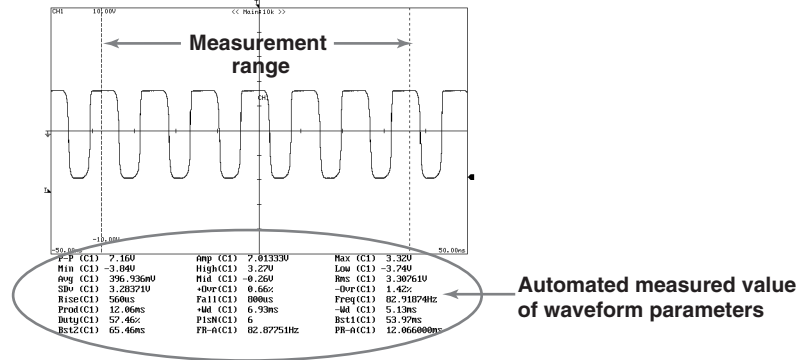 CH1 10.00V << Main:10k >>
Measurement
range
CH1
-10.00V
-50.00ms 50.00ms
P-P (C1) 7.16V Amp (C1) 7.01333V Max (C1) 3.32V
Min (C1) -3.84V High(C1) 3.27V Low (C1) -3.74V
Avg (C1) 396.936mV Mid (C1) -0.26V Rms (C1) 3.30761V
SDv (C1) 3.28371V +Ovr(C1) 0.66% -Ovr(C1) 1.42%
Rise(C1) 560us Fall(C1) 800us Freq(C1) 82.91874Hz
Prod(C1) 12.06ms +Wd (C1) 6.93ms -Wd (C1) 5.13ms
Duty(C1) 57.46% PlsN(C1) 6 Bst1(C1) 53.97ms
Bst2(C1) 65.46ms FR-A(C1) 82.87751Hz PR-A(C1) 12.066000ms
Automated measured value
of waveform parameters